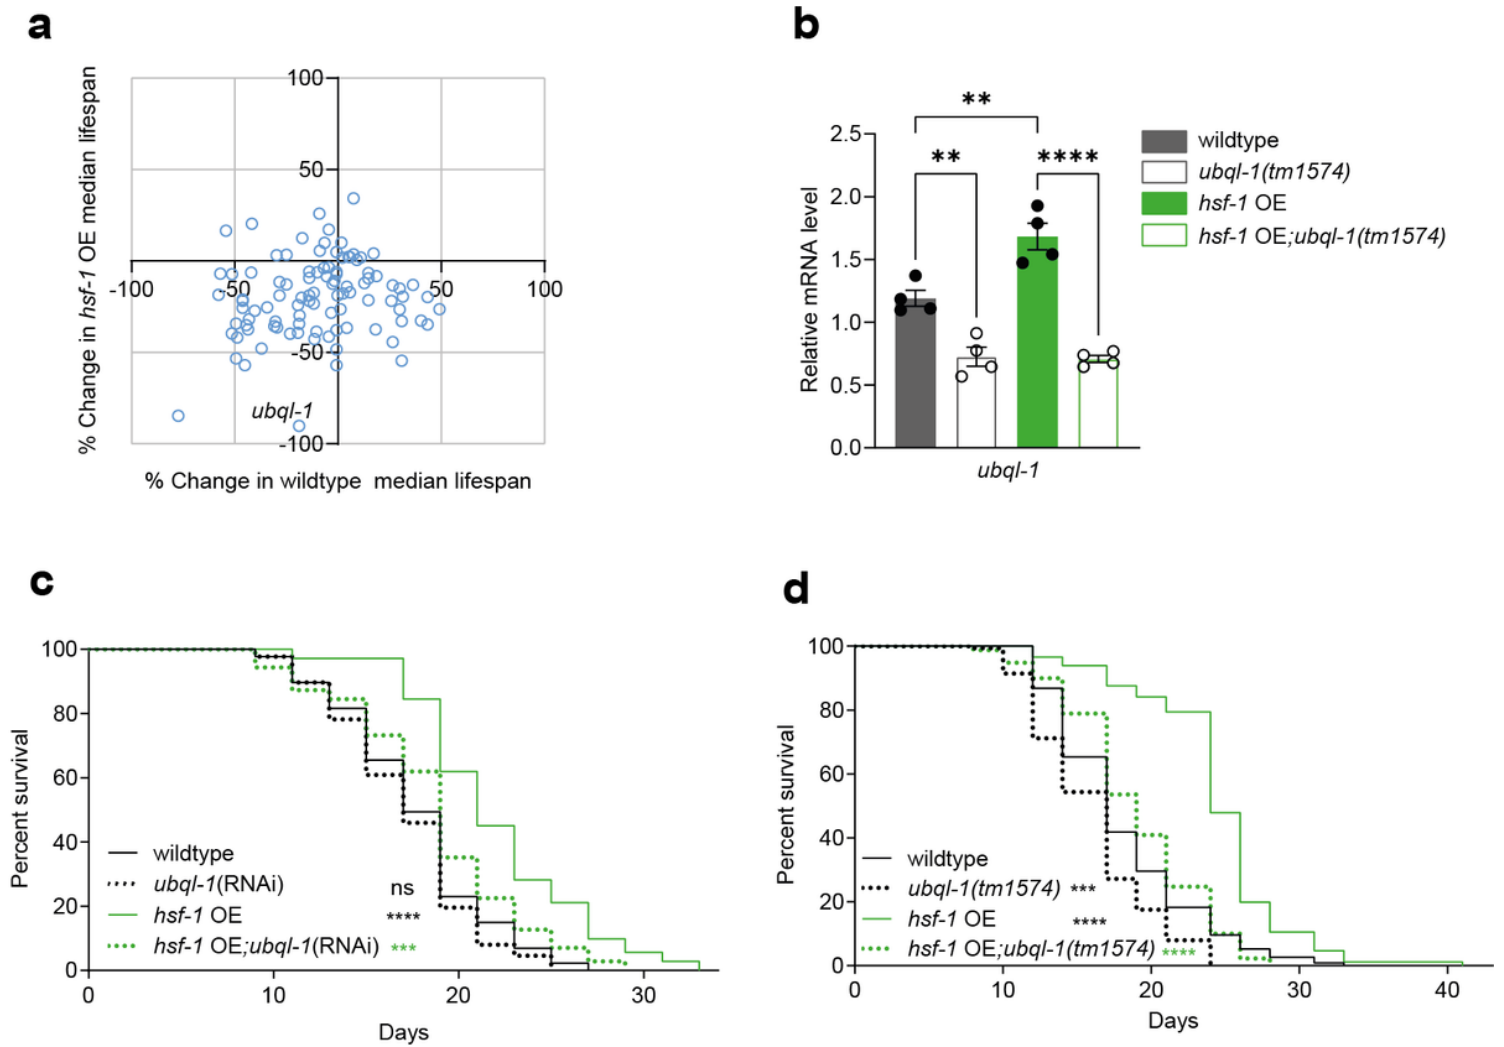 a
% Change in hsf-1 OE median lifespan
100
50
-100
-50
50
100
-50
ubql-1
-100
% Change in wildtype median lifespan
b
Relative mRNA level
2.5
2.0
1.5
1.0
0.5
0.0
**
**
****
ubql-1
wildtype
ubql-1(tm1574)
hsf-1 OE
hsf-1 OE;ubql-1(tm1574)
c
Percent survival
100
80
60
40
20
0
wildtype
ubql-1(RNAi) ns
hsf-1 OE ****
hsf-1 OE;ubql-1(RNAi) ***
0 10 20 30
Days
d
Percent survival
100
80
60
40
20
0
wildtype
ubql-1(tm1574) ***
hsf-1 OE ****
hsf-1 OE;ubql-1(tm1574) ****
0 10 20 30 40
Days